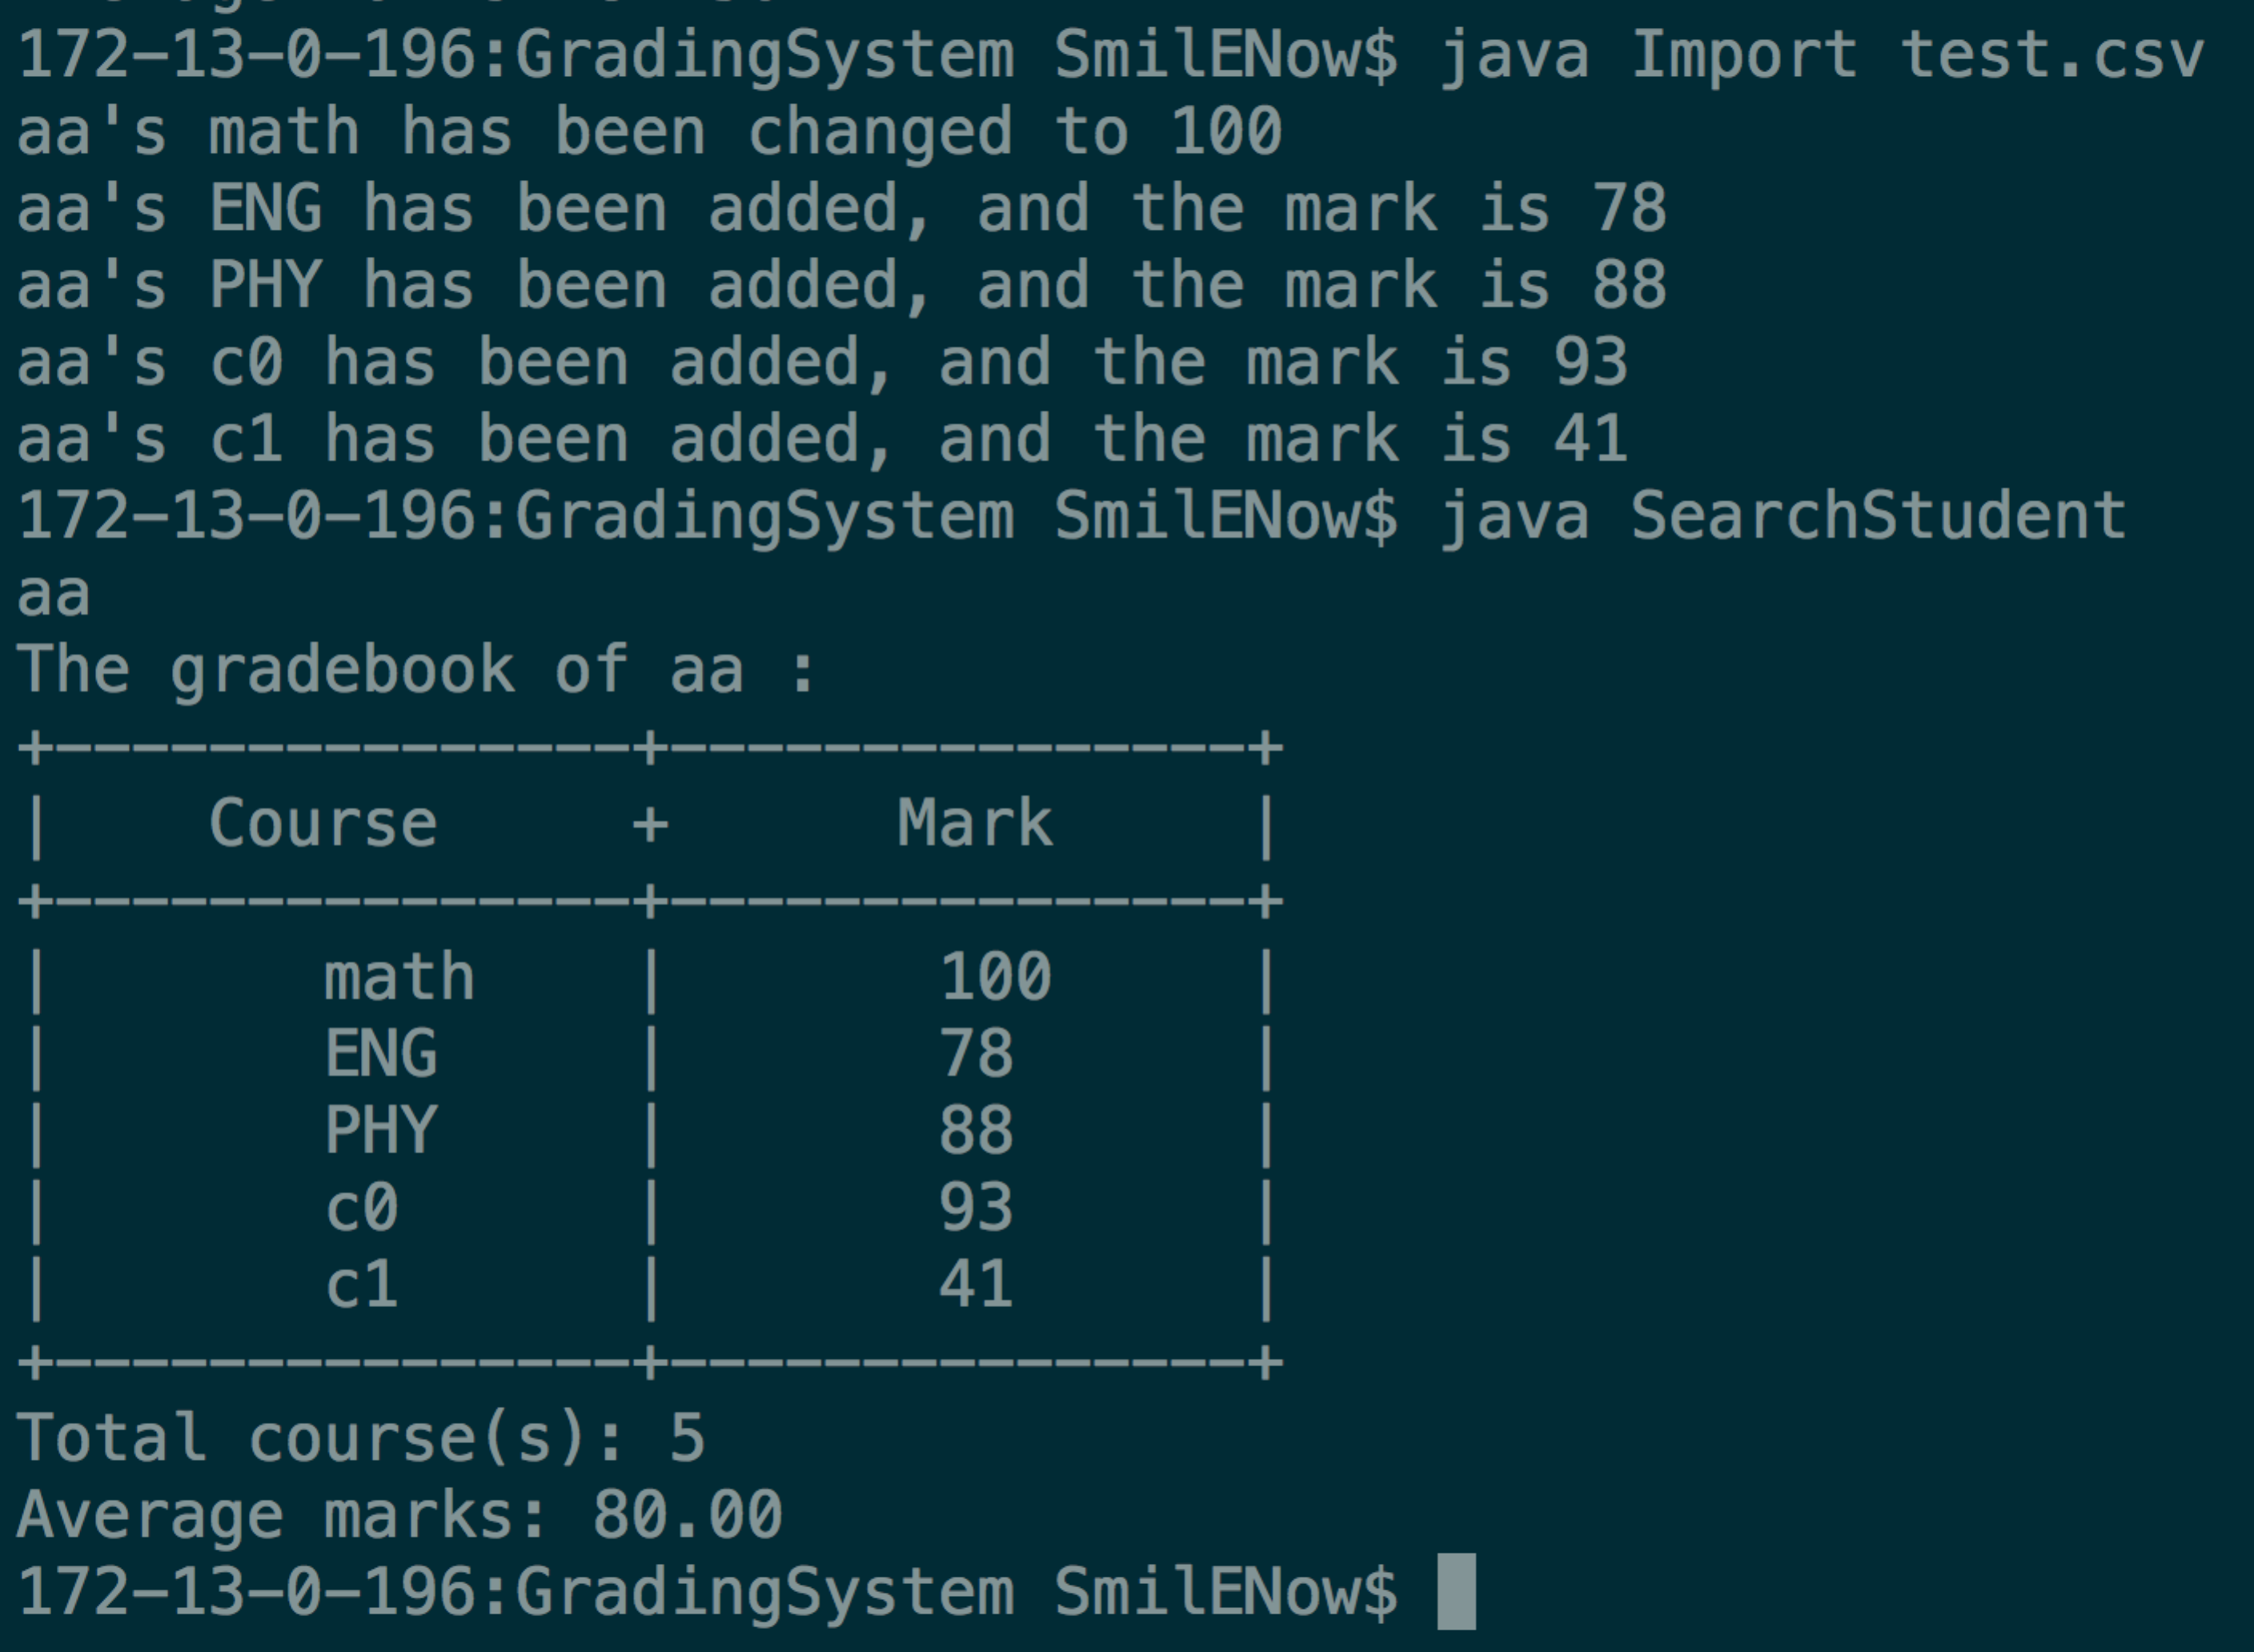 172-13-0-196:GradingSystem SmilENow$ java Import test.csv
aa's math has been changed to 100
aa's ENG has been added, and the mark is 78
aa's PHY has been added, and the mark is 88
aa's c0 has been added, and the mark is 93
aa's c1 has been added, and the mark is 41
172-13-0-196:GradingSystem SmilENow$ java SearchStudent
aa
The gradebook of aa :
+---------------+---------------+
|    Course     +      Mark     |
+---------------+---------------+
|       math    |       100     |
|       ENG     |       78      |
|       PHY     |       88      |
|       c0      |       93      |
|       c1      |       41      |
+---------------+---------------+
Total course(s): 5
Average marks: 80.00
172-13-0-196:GradingSystem SmilENow$